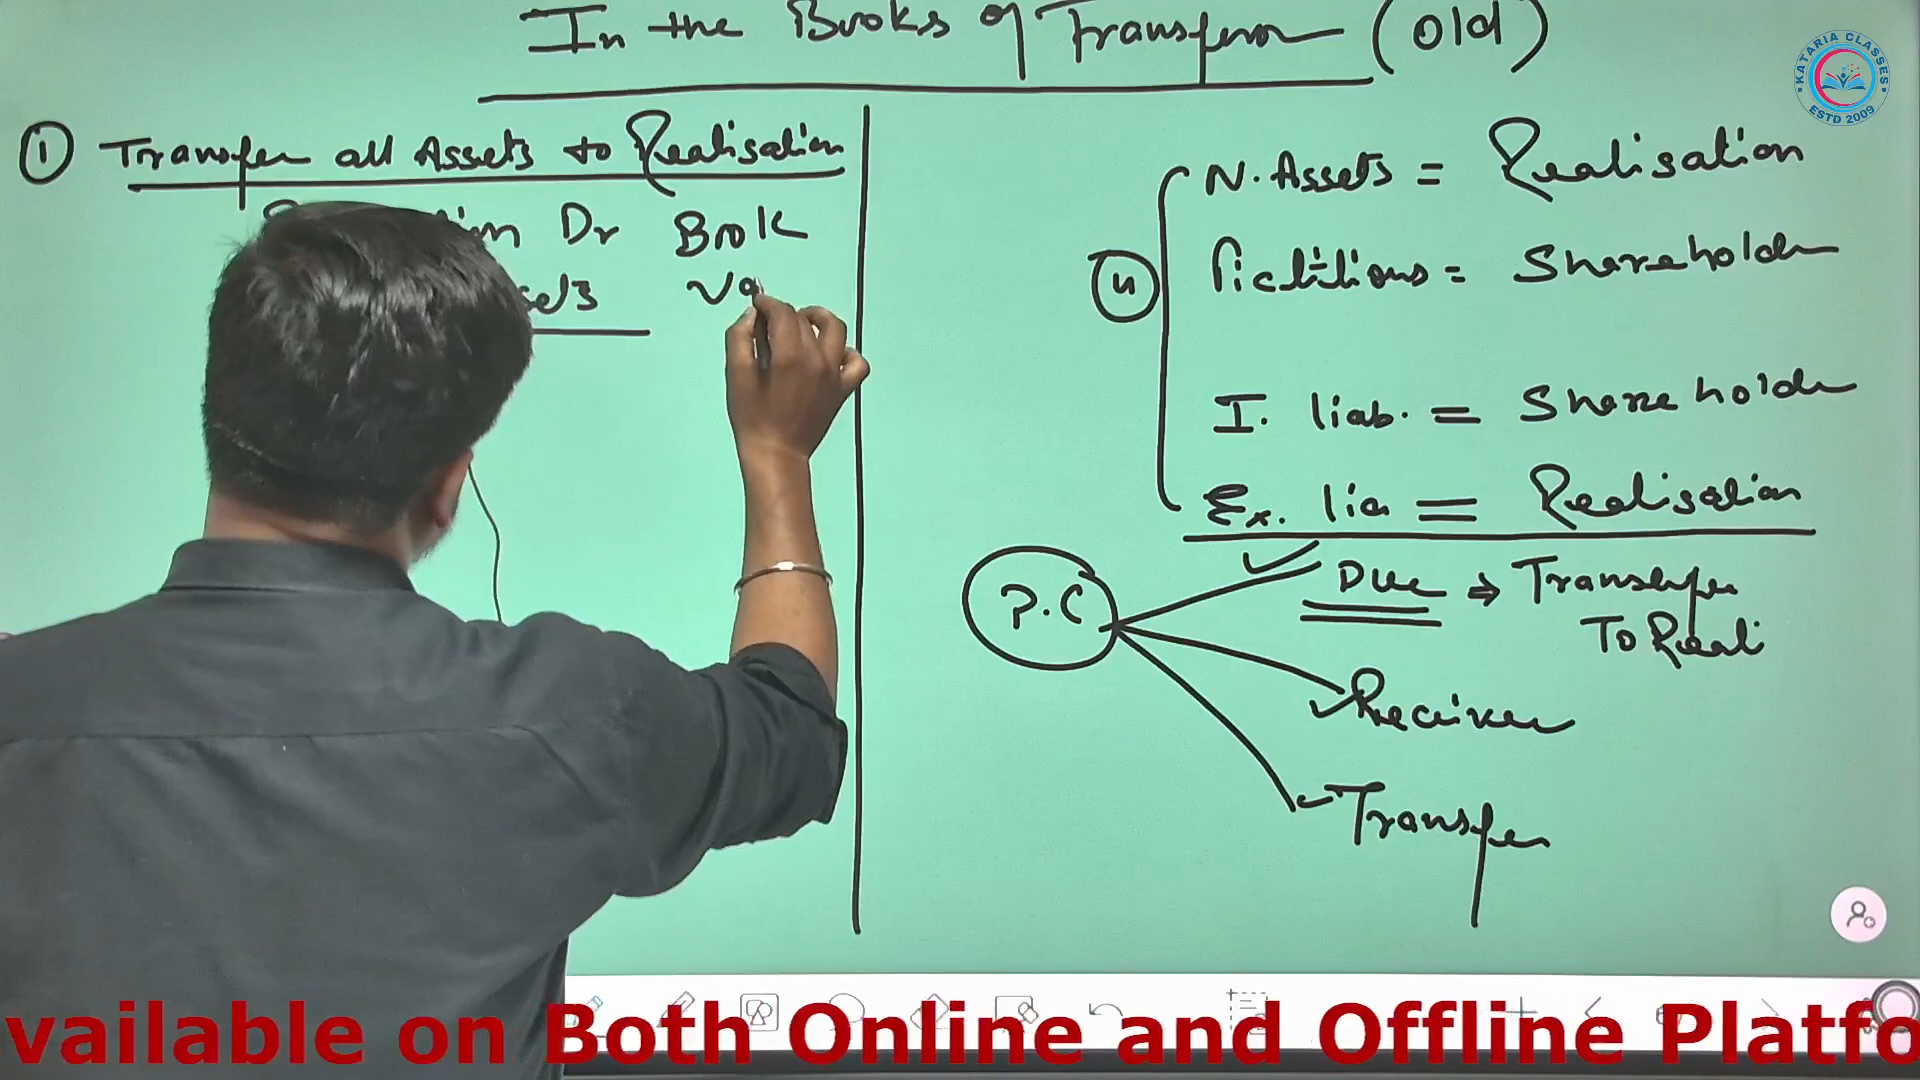 In the Books of Transferor (old)
① Transfer all Assets to Realisation
Dr Book
Va
N. Assets = Realisation
④
Fictitious = Shareholder
I. liab. = Shareholder
Ex. lia = Realisation
P.C
Due ⇒ Transfer
To Reali
Receive
Transfer
KATARIA CLASSES
ESTD 2009
vailable on Both Online and Offline Platfo